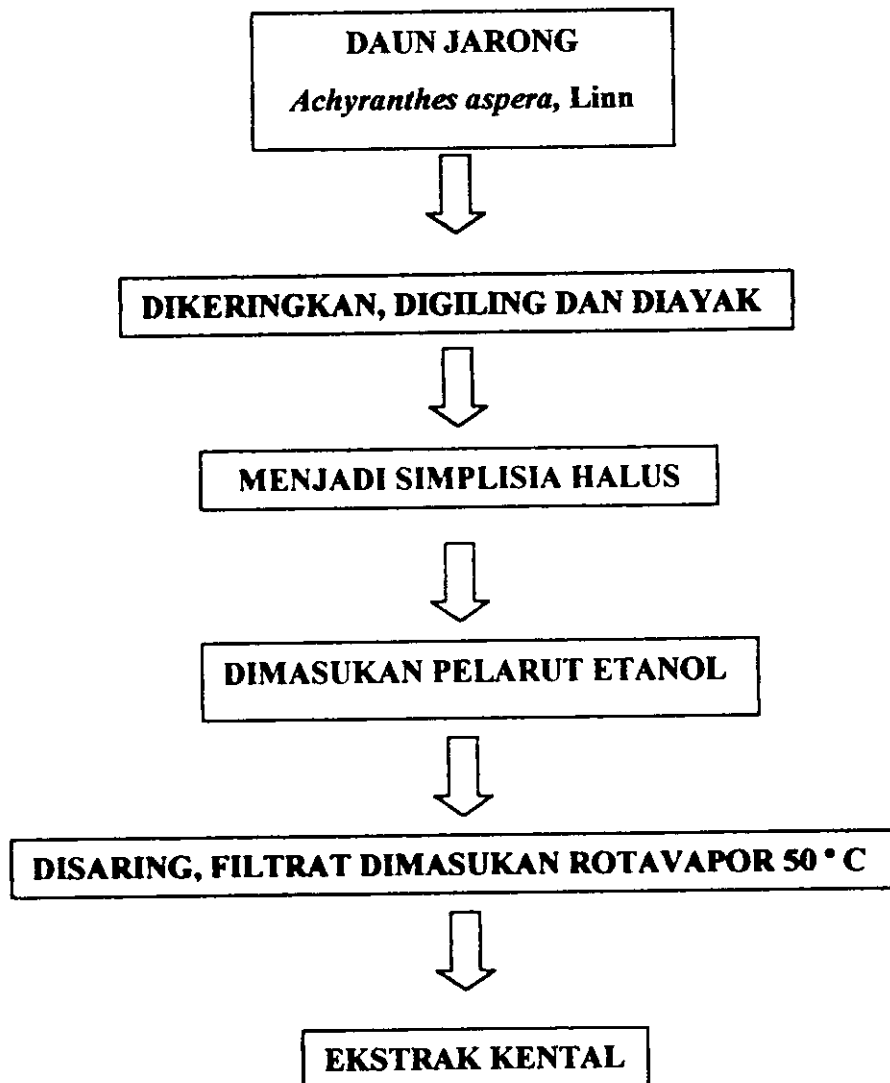 DAUN JARONG
Achyranthes aspera, Linn
DIKERINGKAN, DIGILING DAN DIAYAK
MENJADI SIMPLISIA HALUS
DIMASUKAN PELARUT ETANOL
DISARING, FILTRAT DIMASUKAN ROTAVAPOR 50 ° C
EKSTRAK KENTAL